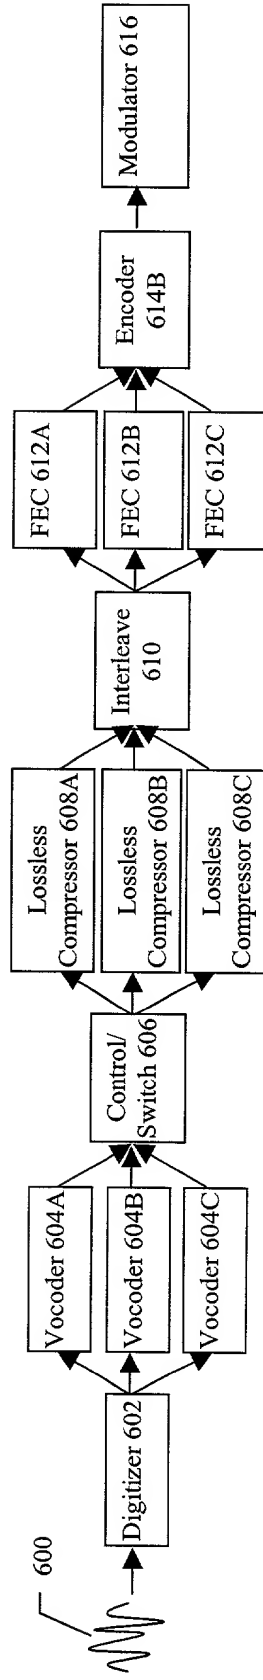 600
Digitizer 602
Vocoder 604A
Vocoder 604B
Vocoder 604C
Control/
Switch 606
Lossless
Compressor 608A
Lossless
Compressor 608B
Lossless
Compressor 608C
Interleave
610
FEC 612A
FEC 612B
FEC 612C
Encoder
614B
Modulator 616